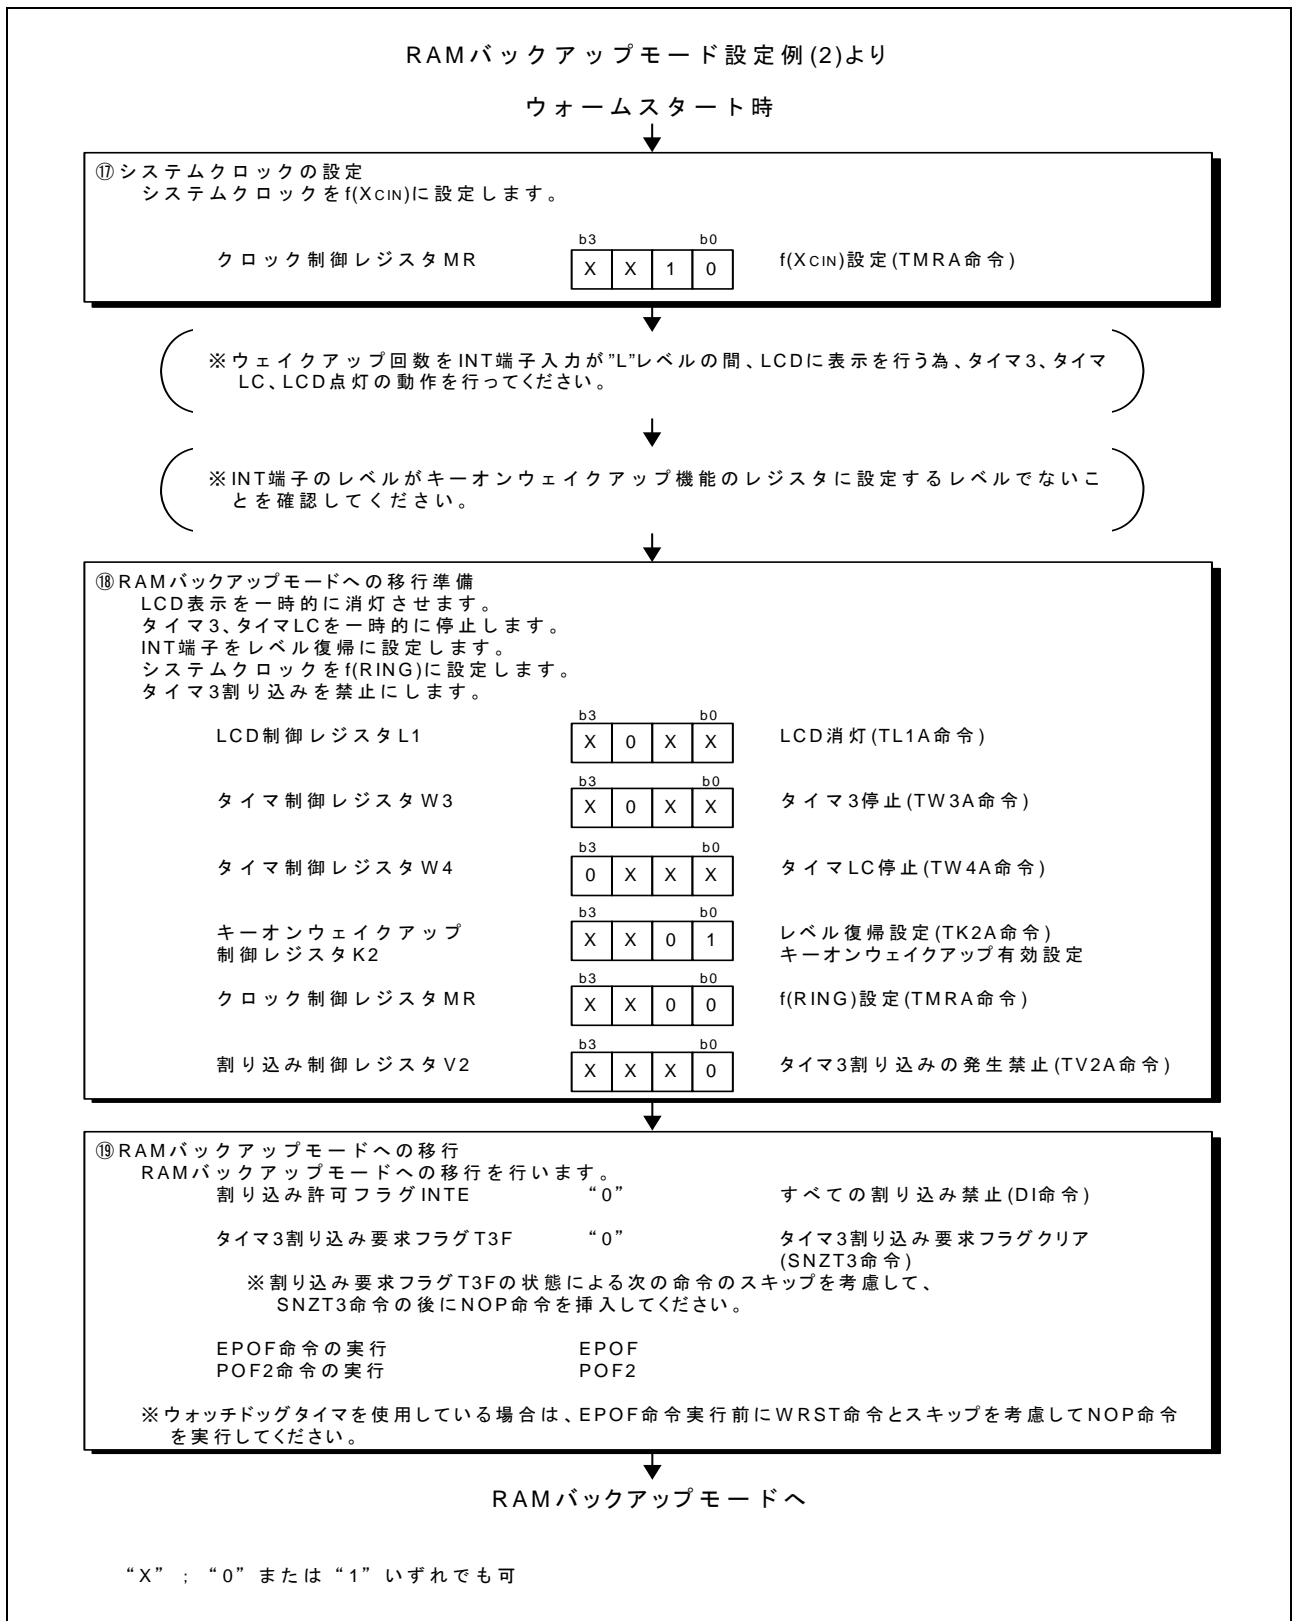 RAMバックアップモード設定例(2)より
ウォームスタート時
⑰システムクロックの設定
システムクロックをf(XCIN)に設定します。
b3 b0
クロック制御レジスタMR X X 1 0 f(XCIN)設定(TMRA命令)
※ウェイクアップ回数をINT端子入力が"L"レベルの間、LCDに表示を行う為、タイマ3、タイマ
LC、LCD点灯の動作を行ってください。
※INT端子のレベルがキーオンウェイクアップ機能のレジスタに設定するレベルでないこ
とを確認してください。
⑱RAMバックアップモードへの移行準備
LCD表示を一時的に消灯させます。
タイマ3、タイマLCを一時的に停止します。
INT端子をレベル復帰に設定します。
システムクロックをf(RING)に設定します。
タイマ3割り込みを禁止にします。
b3 b0
LCD制御レジスタL1 X 0 X X LCD消灯(TL1A命令)
b3 b0
タイマ制御レジスタW3 X 0 X X タイマ3停止(TW3A命令)
b3 b0
タイマ制御レジスタW4 0 X X X タイマLC停止(TW4A命令)
b3 b0
キーオンウェイクアップ X X 0 1 レベル復帰設定(TK2A命令)
制御レジスタK2 キーオンウェイクアップ有効設定
b3 b0
クロック制御レジスタMR X X 0 0 f(RING)設定(TMRA命令)
b3 b0
割り込み制御レジスタV2 X X X 0 タイマ3割り込みの発生禁止(TV2A命令)
⑲RAMバックアップモードへの移行
RAMバックアップモードへの移行を行います。
割り込み許可フラグINTE “0” すべての割り込み禁止(DI命令)
タイマ3割り込み要求フラグT3F “0” タイマ3割り込み要求フラグクリア
(SNZT3命令)
※割り込み要求フラグT3Fの状態による次の命令のスキップを考慮して、
SNZT3命令の後にNOP命令を挿入してください。
EPOF命令の実行 EPOF
POF2命令の実行 POF2
※ウォッチドッグタイマを使用している場合は、EPOF命令実行前にWRST命令とスキップを考慮してNOP命令
を実行してください。
RAMバックアップモードへ
“X” ; “0”または“1”いずれでも可